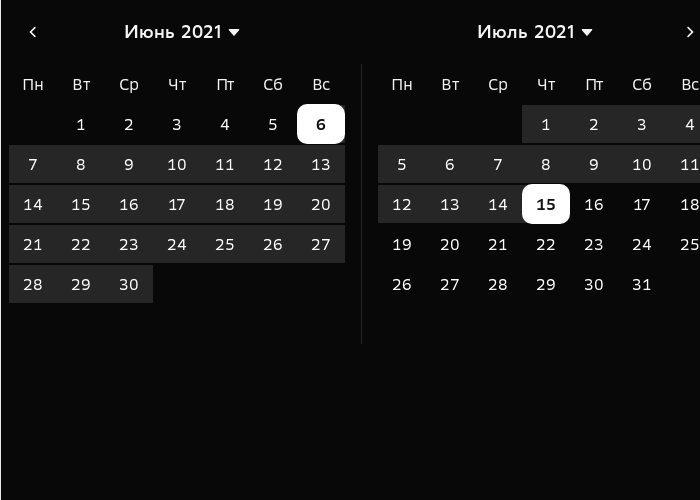 Июнь 2021
Пн Вт Ср Чт Пт Сб Вс
1 2 3 4 5 6
7 8 9 10 11 12 13
14 15 16 17 18 19 20
21 22 23 24 25 26 27
28 29 30
Июль 2021
Пн Вт Ср Чт Пт Сб Вс
1 2 3 4
5 6 7 8 9 10 11
12 13 14 15 16 17 18
19 20 21 22 23 24 25
26 27 28 29 30 31